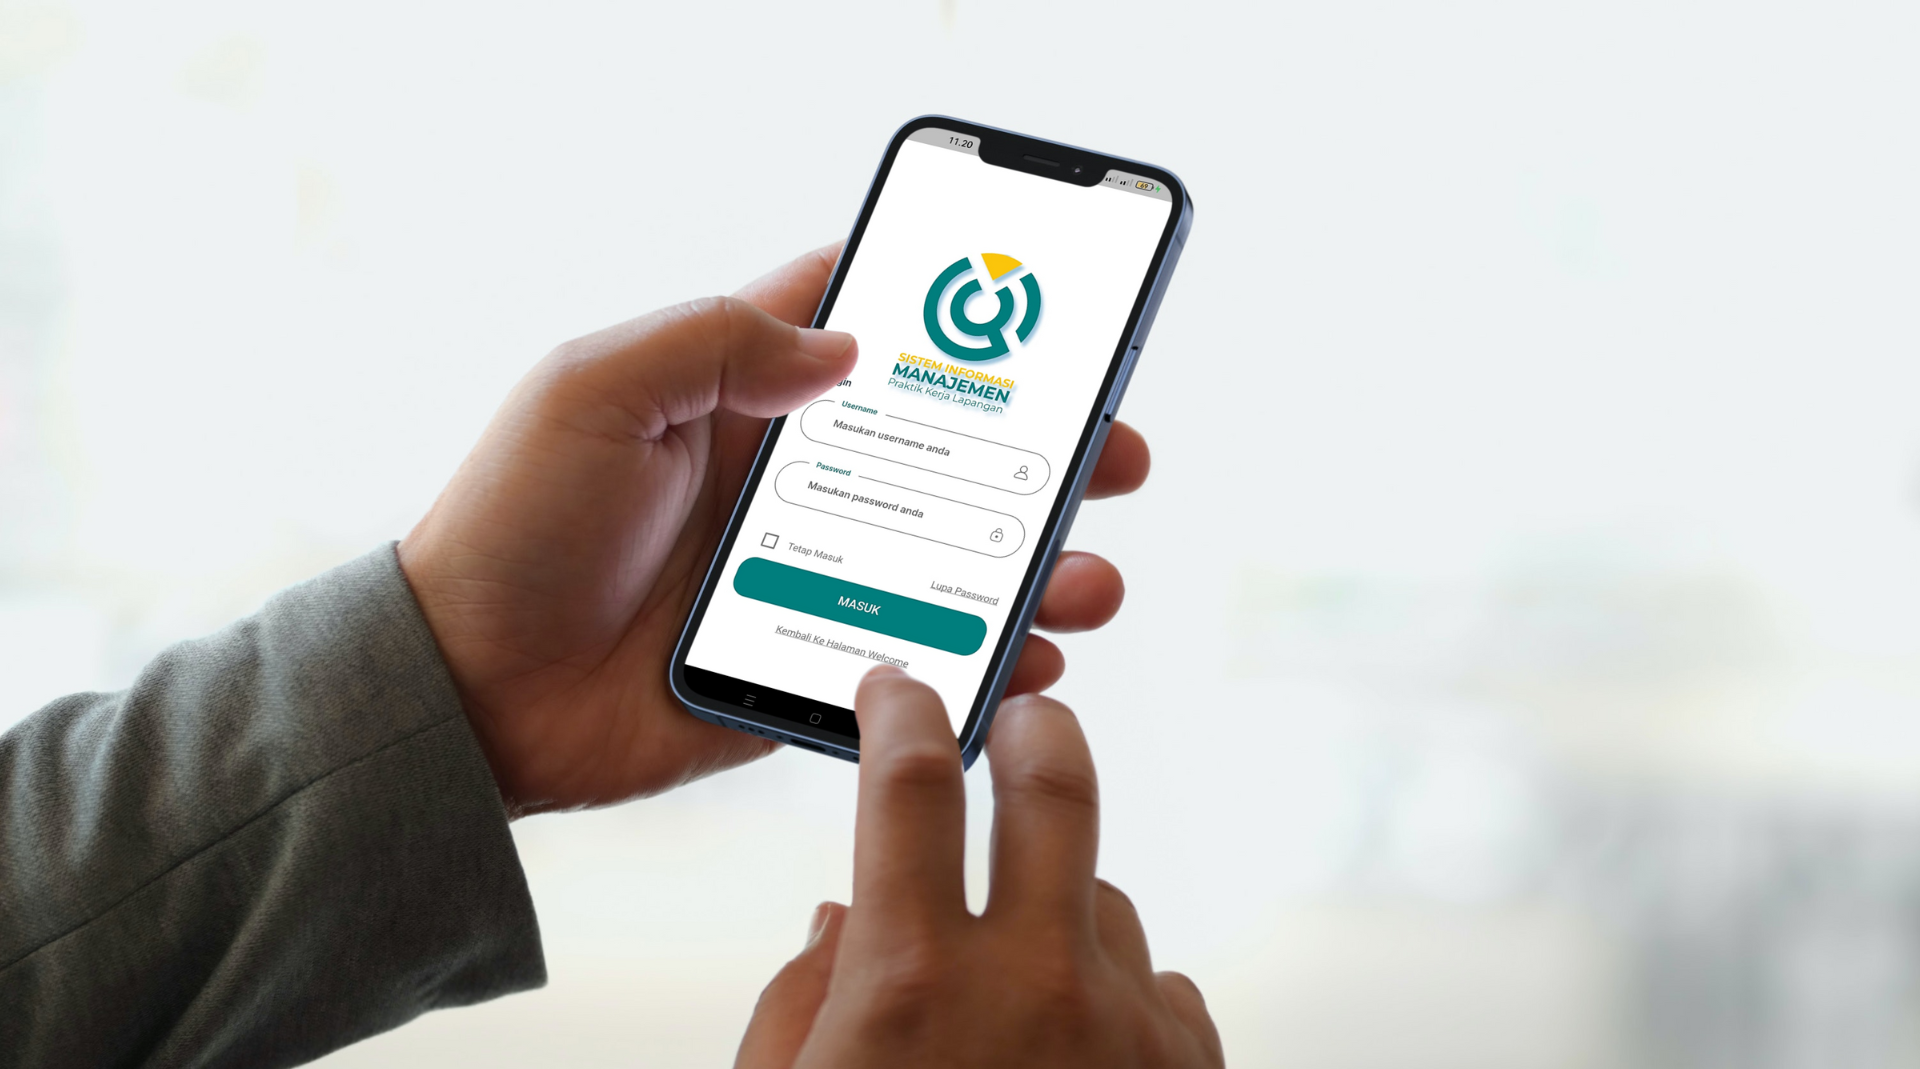 11.20
69
SISTEM INFORMASI
MANAJEMEN
Praktik Kerja Lapangan
Username
Masukan username anda
Password
Masukan password anda
Tetap Masuk
Lupa Password
MASUK
Kembali Ke Halaman Welcome